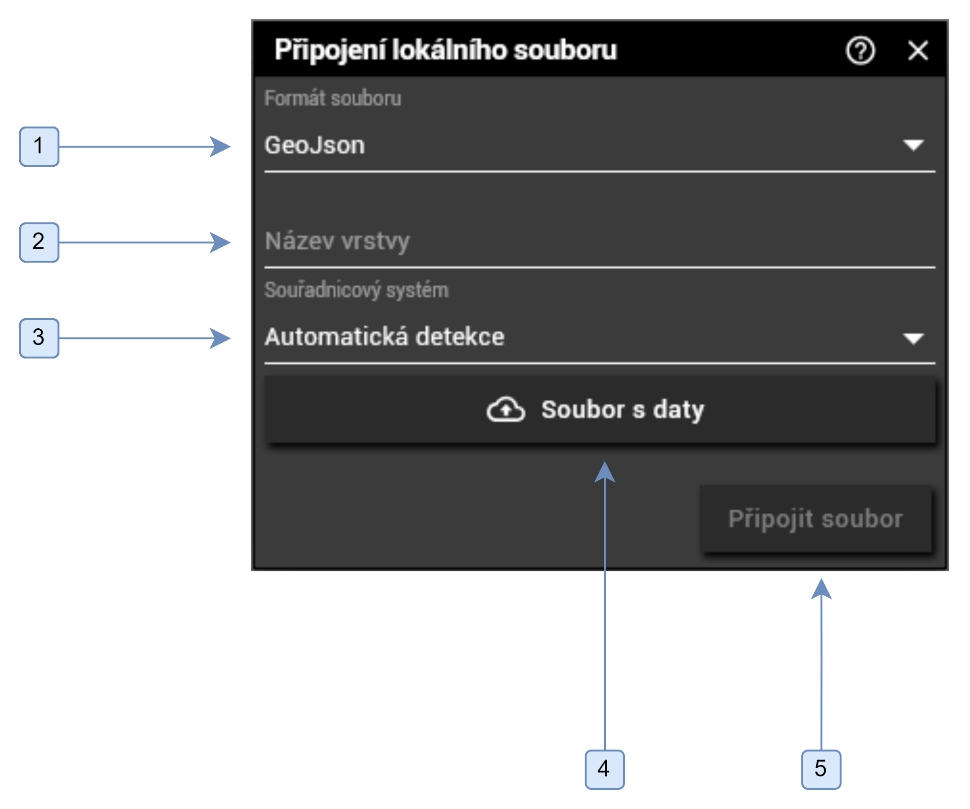 Připojení lokálního souboru
Formát souboru
1
GeoJson
2
Název vrstvy
Souřadnicový systém
3
Automatická detekce
Soubor s daty
Připojit soubor
4
5